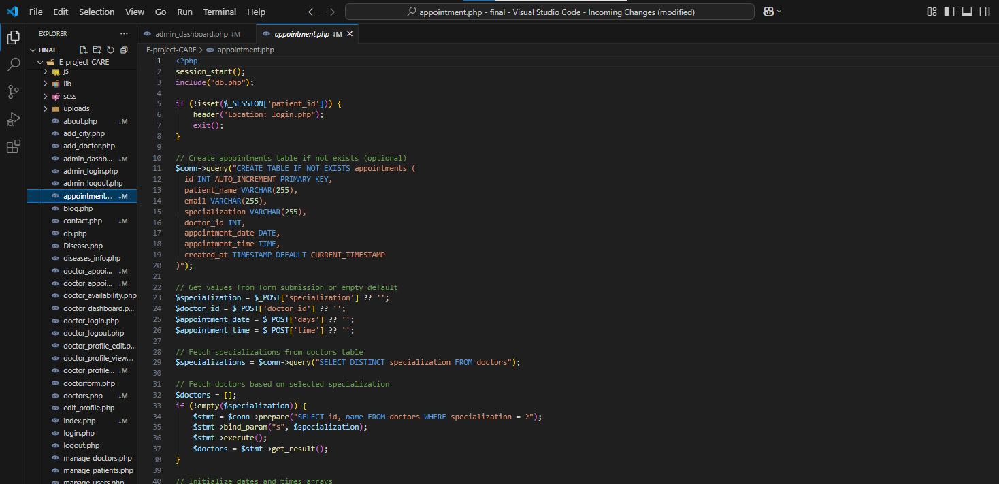 File Edit Selection View Go Run Terminal Help
appointment.php - final - Visual Studio Code - Incoming Changes (modified)
EXPLORER
FINAL
E-project-CARE
js
lib
scss
uploads
about.php ↓M
add_city.php
add_doctor.php
admin_dashb... ↓M
admin_login.php
admin_logout.php
appointment.... ↓M
blog.php
contact.php ↓M
db.php
Disease.php
diseases_info.php
doctor_appoi... ↓M
doctor_appoi... ↓M
doctor_availability.php
doctor_dashboard.p...
doctor_login.php
doctor_logout.php
doctor_profile_edit.p...
doctor_profile_view....
doctor_profile... ↓M
doctorform.php
doctors.php ↓M
edit_profile.php
index.php ↓M
login.php
logout.php
manage_doctors.php
manage_patients.php
manage_users.php
admin_dashboard.php ↓M
appointment.php ↓M
E-project-CARE > appointment.php
1 <?php
2 session_start();
3 include("db.php");
4
5 if (!isset($_SESSION['patient_id'])) {
6     header("Location: login.php");
7     exit();
8 }
9
10 // Create appointments table if not exists (optional)
11 $conn->query("CREATE TABLE IF NOT EXISTS appointments (
12   id INT AUTO_INCREMENT PRIMARY KEY,
13   patient_name VARCHAR(255),
14   email VARCHAR(255),
15   specialization VARCHAR(255),
16   doctor_id INT,
17   appointment_date DATE,
18   appointment_time TIME,
19   created_at TIMESTAMP DEFAULT CURRENT_TIMESTAMP
20 )");
21
22 // Get values from form submission or empty default
23 $specialization = $_POST['specialization'] ?? '';
24 $doctor_id = $_POST['doctor_id'] ?? '';
25 $appointment_date = $_POST['days'] ?? '';
26 $appointment_time = $_POST['time'] ?? '';
27
28 // Fetch specializations from doctors table
29 $specializations = $conn->query("SELECT DISTINCT specialization FROM doctors");
30
31 // Fetch doctors based on selected specialization
32 $doctors = [];
33 if (!empty($specialization)) {
34     $stmt = $conn->prepare("SELECT id, name FROM doctors WHERE specialization = ?");
35     $stmt->bind_param("s", $specialization);
36     $stmt->execute();
37     $doctors = $stmt->get_result();
38 }
39
40 // Initialize dates and times arrays